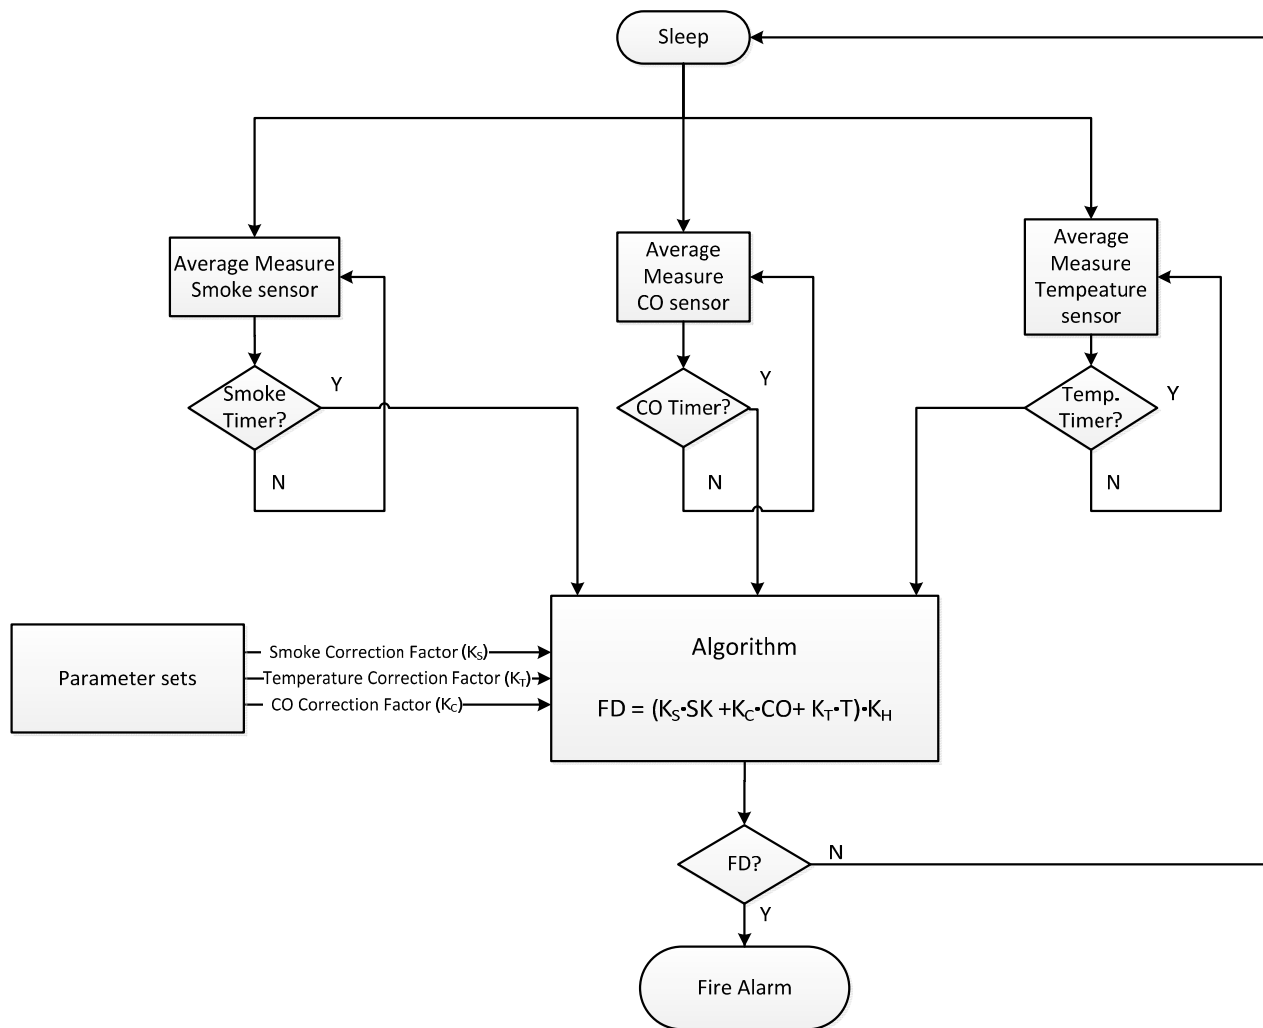 Sleep
Average Measure
Smoke sensor
Average
Measure
CO sensor
Average
Measure
Tempeature
sensor
Smoke
Timer?
Y
N
CO Timer?
Y
N
Temp.
Timer?
Y
N
Parameter sets
Smoke Correction Factor (KS)
Temperature Correction Factor (KT)
CO Correction Factor (KC)
Algorithm
FD = (KS·SK +KC·CO+ KT·T)·KH
FD?
N
Y
Fire Alarm